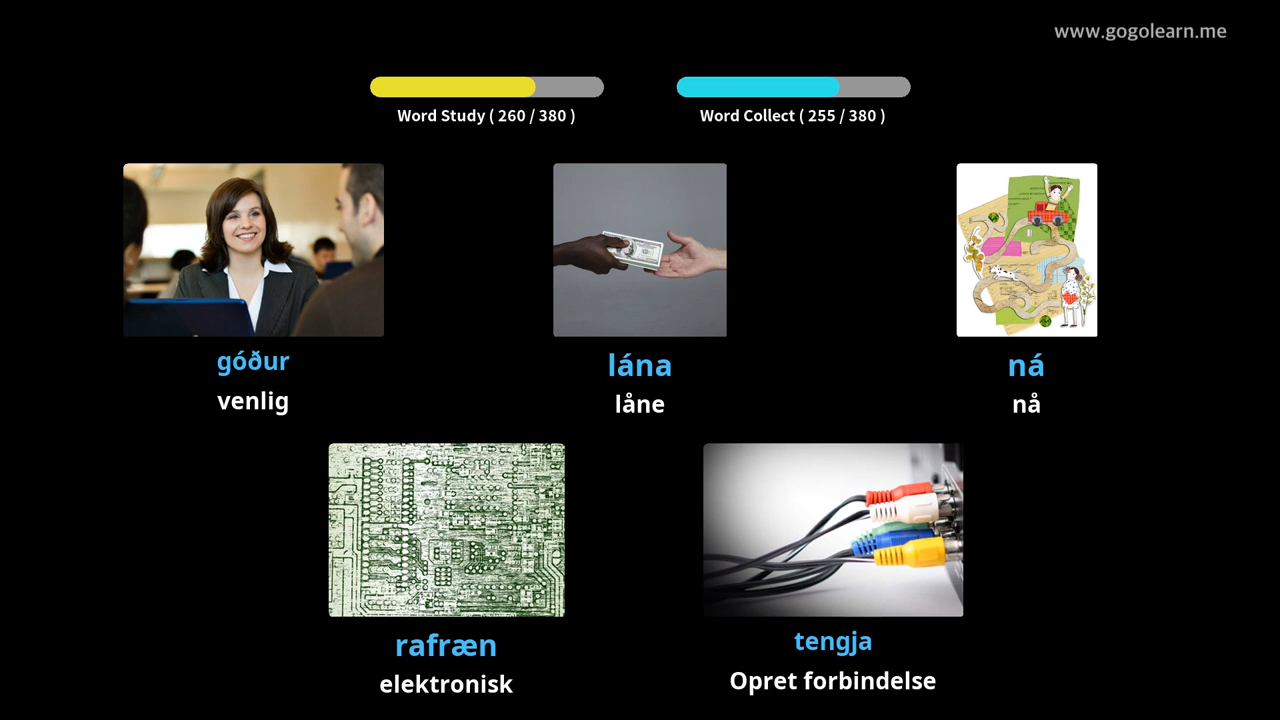 www.gogolearn.me
Word Study ( 260 / 380 )
Word Collect ( 255 / 380 )
góður
venlig
lána
låne
ná
nå
rafræn
elektronisk
tengja
Opret forbindelse